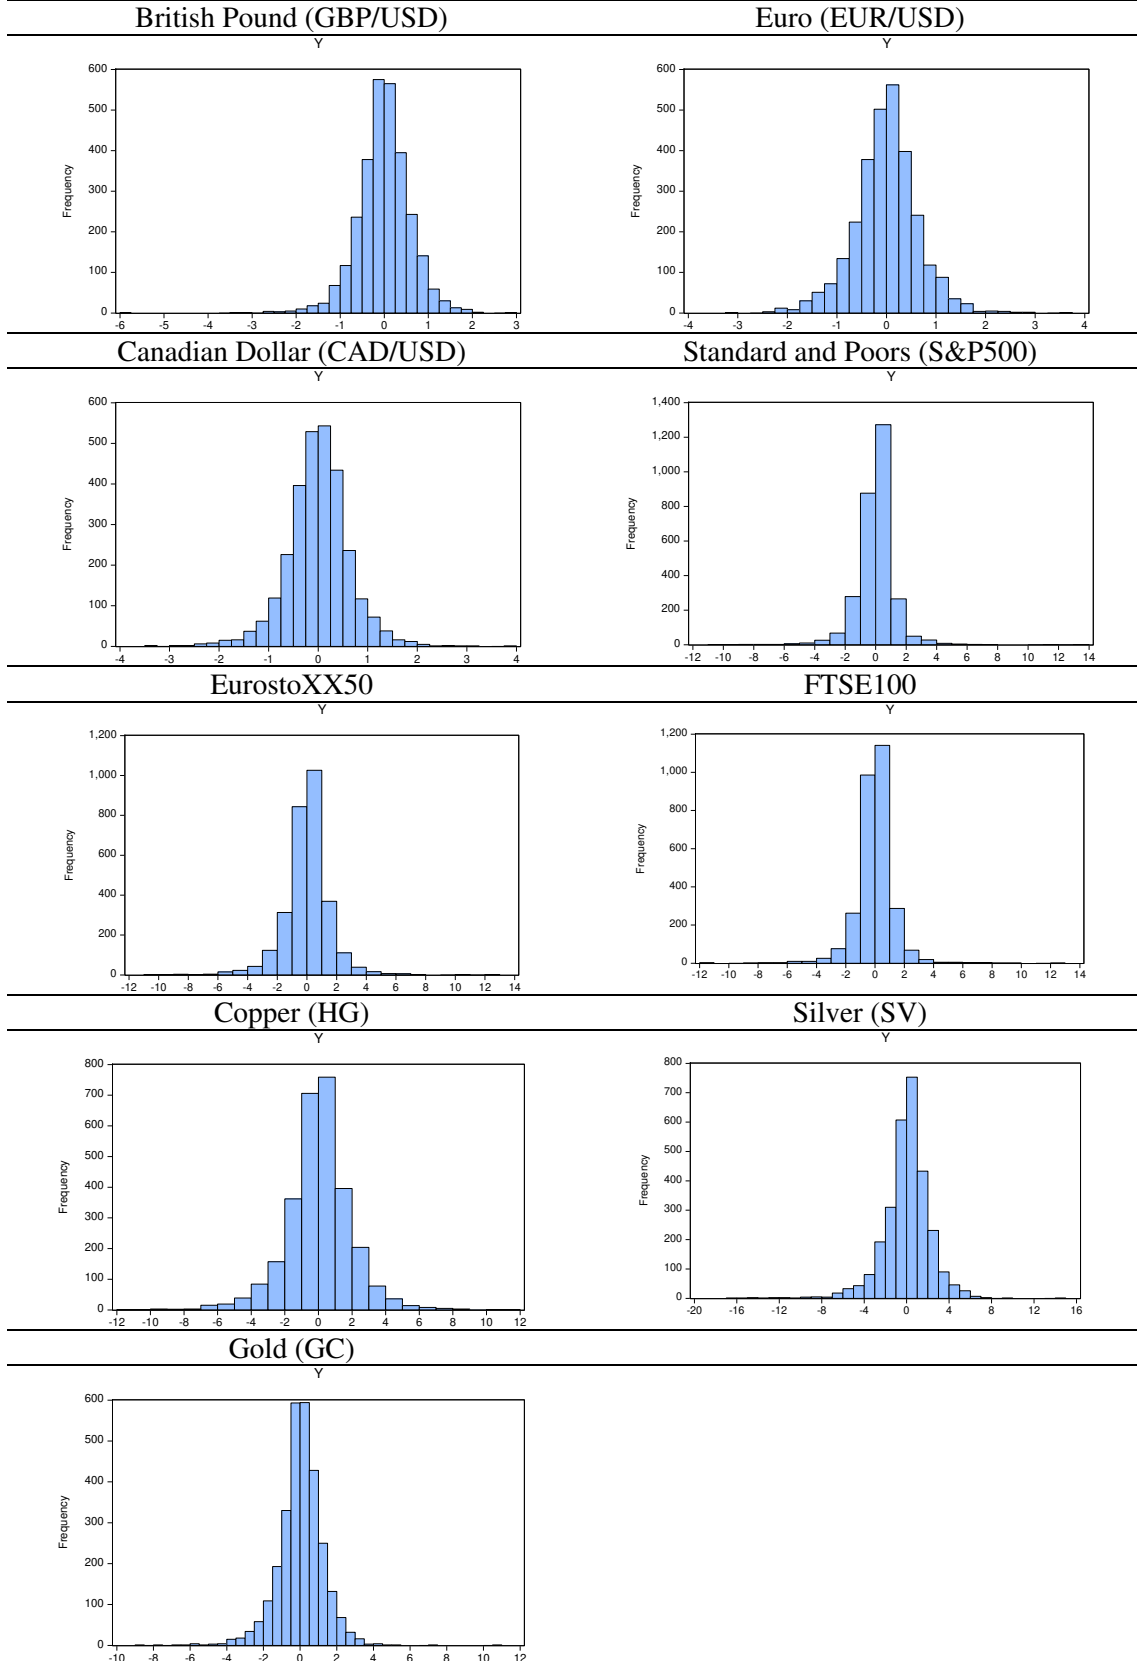 British Pound (GBP/USD)
Euro (EUR/USD)
Y
600
500
400
300
200
100
0
Frequency
-6 -5 -4 -3 -2 -1 0 1 2 3
Y
600
500
400
300
200
100
0
Frequency
-4 -3 -2 -1 0 1 2 3 4
Canadian Dollar (CAD/USD)
Standard and Poors (S&P500)
Y
600
500
400
300
200
100
0
Frequency
-4 -3 -2 -1 0 1 2 3 4
Y
1,400
1,200
1,000
800
600
400
200
0
Frequency
-12 -10 -8 -6 -4 -2 0 2 4 6 8 10 12 14
EurostoXX50
FTSE100
Y
1,200
1,000
800
600
400
200
0
Frequency
-12 -10 -8 -6 -4 -2 0 2 4 6 8 10 12 14
Y
1,200
1,000
800
600
400
200
0
Frequency
-12 -10 -8 -6 -4 -2 0 2 4 6 8 10 12 14
Copper (HG)
Silver (SV)
Y
800
700
600
500
400
300
200
100
0
Frequency
-12 -10 -8 -6 -4 -2 0 2 4 6 8 10 12
Y
800
700
600
500
400
300
200
100
0
Frequency
-20 -16 -12 -8 -4 0 4 8 12 16
Gold (GC)
Y
600
500
400
300
200
100
0
Frequency
-10 -8 -6 -4 -2 0 2 4 6 8 10 12